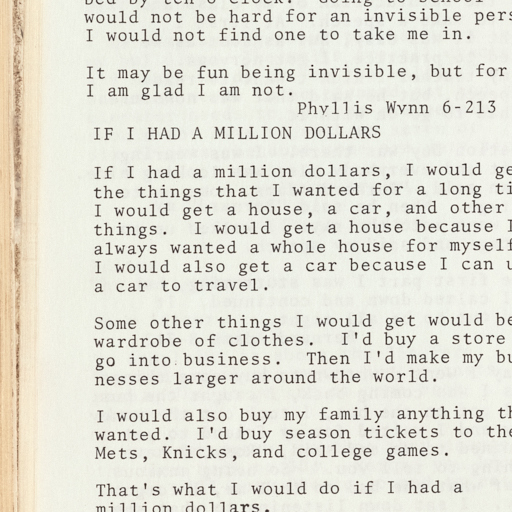 bed by ten o'clock. Going to school
would not be hard for an invisible
I would not find one to take me in.
It may be fun being invisible, but for
I am glad I am not.
Phyllis Wynn 6-213
IF I HAD A MILLION DOLLARS
If I had a million dollars, I would
the things that I wanted for a long
I would get a house, a car, and other
things. I would get a house because I
always wanted a whole house for myself
I would also get a car because I can
a car to travel.
Some other things I would get would
wardrobe of clothes. I'd buy a store
go into business. Then I'd make my
nesses larger around the world.
I would also buy my family anything
wanted. I'd buy season tickets to the
Mets, Knicks, and college games.
That's what I would do if I had a
million dollars.